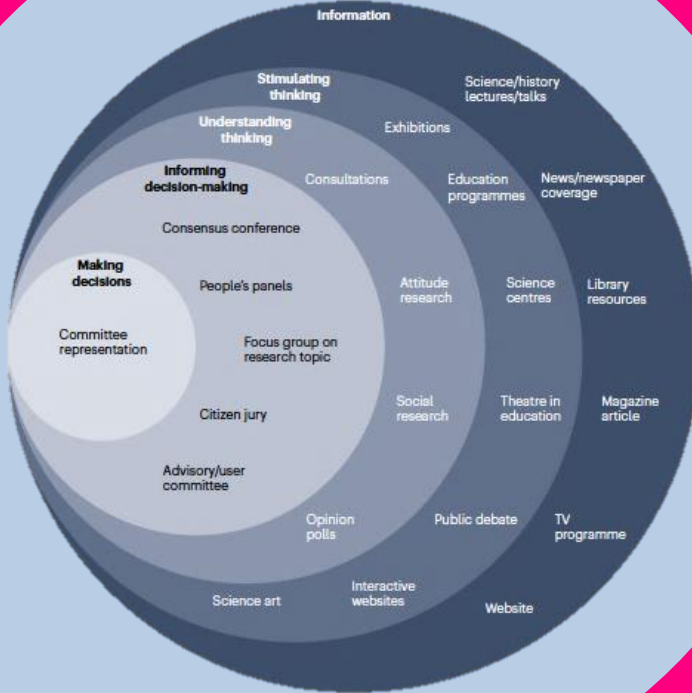 Information
Stimulating
thinking
Science/history
lectures/talks
Understanding
thinking
Exhibitions
Informing
decision-making
Consultations
Education
programmes
News/newspaper
coverage
Consensus conference
Making
decisions
People's panels
Attitude
research
Science
centres
Library
resources
Committee
representation
Focus group on
research topic
Citizen jury
Social
research
Theatre in
education
Magazine
article
Advisory/user
committee
Opinion
polls
Public debate
TV
programme
Science art
Interactive
websites
Website